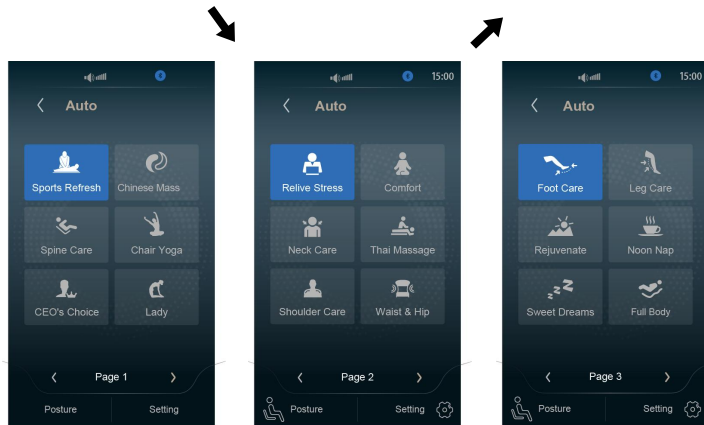 Auto
Sports Refresh
Chinese Mass
Spine Care
Chair Yoga
CEO's Choice
Lady
Page 1
Posture
Setting
15:00
Auto
Relive Stress
Comfort
Neck Care
Thai Massage
Shoulder Care
Waist & Hip
Page 2
Posture
Setting
15:00
Auto
Foot Care
Leg Care
Rejuvenate
Noon Nap
Sweet Dreams
Full Body
Page 3
Posture
Setting